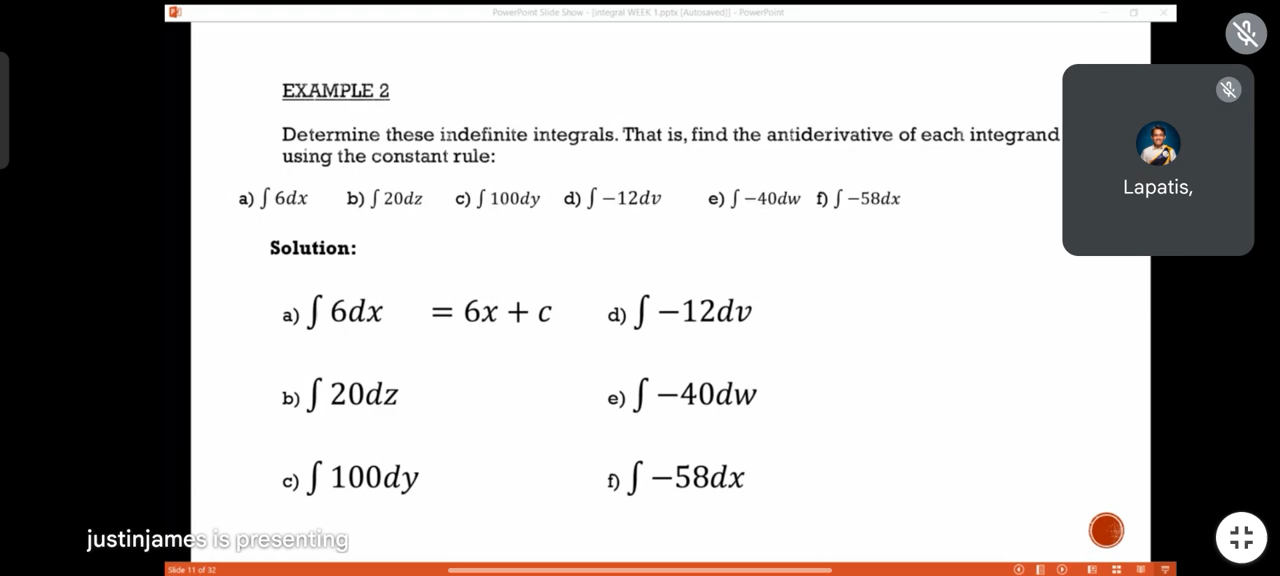 PowerPoint Slide Show - [integral WEEK 1.pptx [Autosaved]] - PowerPoint
EXAMPLE 2
Determine these indefinite integrals. That is, find the antiderivative of each integrand
using the constant rule:
a) ∫ 6dx b) ∫ 20dz c) ∫ 100dy d) ∫ −12dv e) ∫ −40dw f) ∫ −58dx
Lapatis,
Solution:
a) ∫ 6dx = 6x + c d) ∫ −12dv
b) ∫ 20dz e) ∫ −40dw
c) ∫ 100dy f) ∫ −58dx
justinjames is presenting
Slide 11 of 32